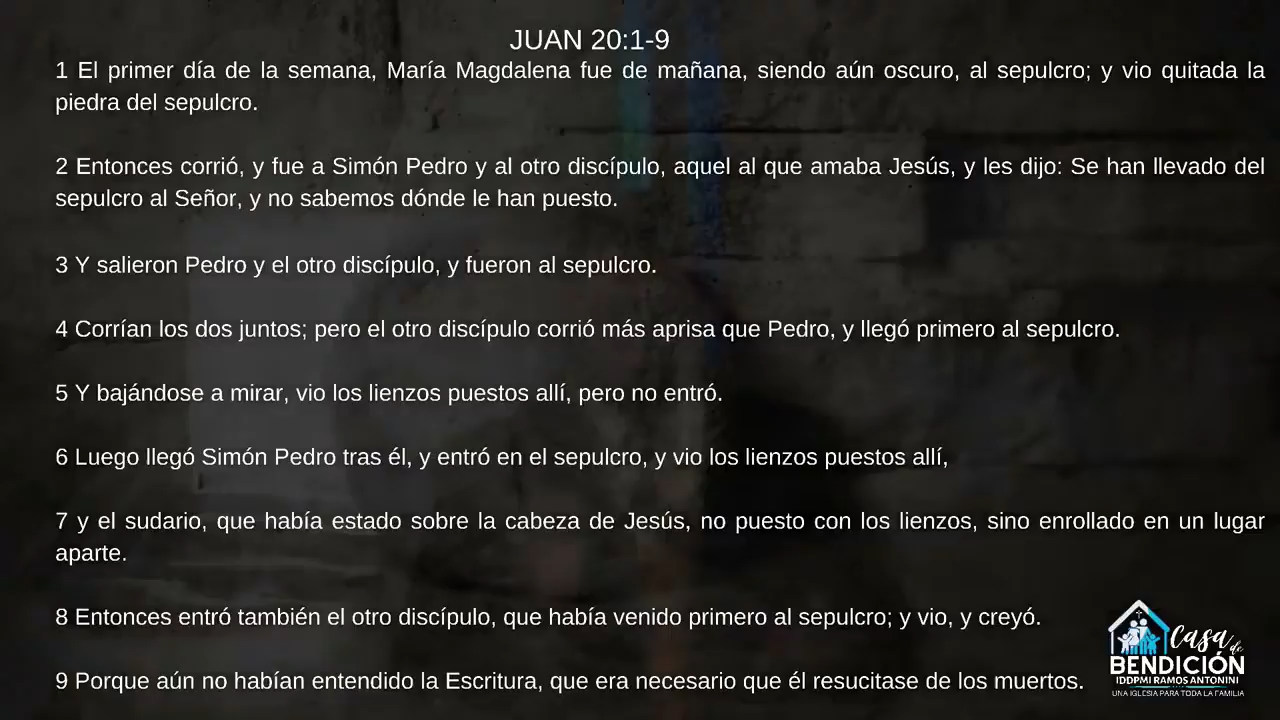 JUAN 20:1-9
1 El primer día de la semana, María Magdalena fue de mañana, siendo aún oscuro, al sepulcro; y vio quitada la
piedra del sepulcro.
2 Entonces corrió, y fue a Simón Pedro y al otro discípulo, aquel al que amaba Jesús, y les dijo: Se han llevado del
sepulcro al Señor, y no sabemos dónde le han puesto.
3 Y salieron Pedro y el otro discípulo, y fueron al sepulcro.
4 Corrían los dos juntos; pero el otro discípulo corrió más aprisa que Pedro, y llegó primero al sepulcro.
5 Y bajándose a mirar, vio los lienzos puestos allí, pero no entró.
6 Luego llegó Simón Pedro tras él, y entró en el sepulcro, y vio los lienzos puestos allí,
7 y el sudario, que había estado sobre la cabeza de Jesús, no puesto con los lienzos, sino enrollado en un lugar
aparte.
8 Entonces entró también el otro discípulo, que había venido primero al sepulcro; y vio, y creyó.
9 Porque aún no habían entendido la Escritura, que era necesario que él resucitase de los muertos.
Casa de
BENDICIÓN
IDDPMI RAMOS ANTONINI
UNA IGLESIA PARA TODA LA FAMILIA